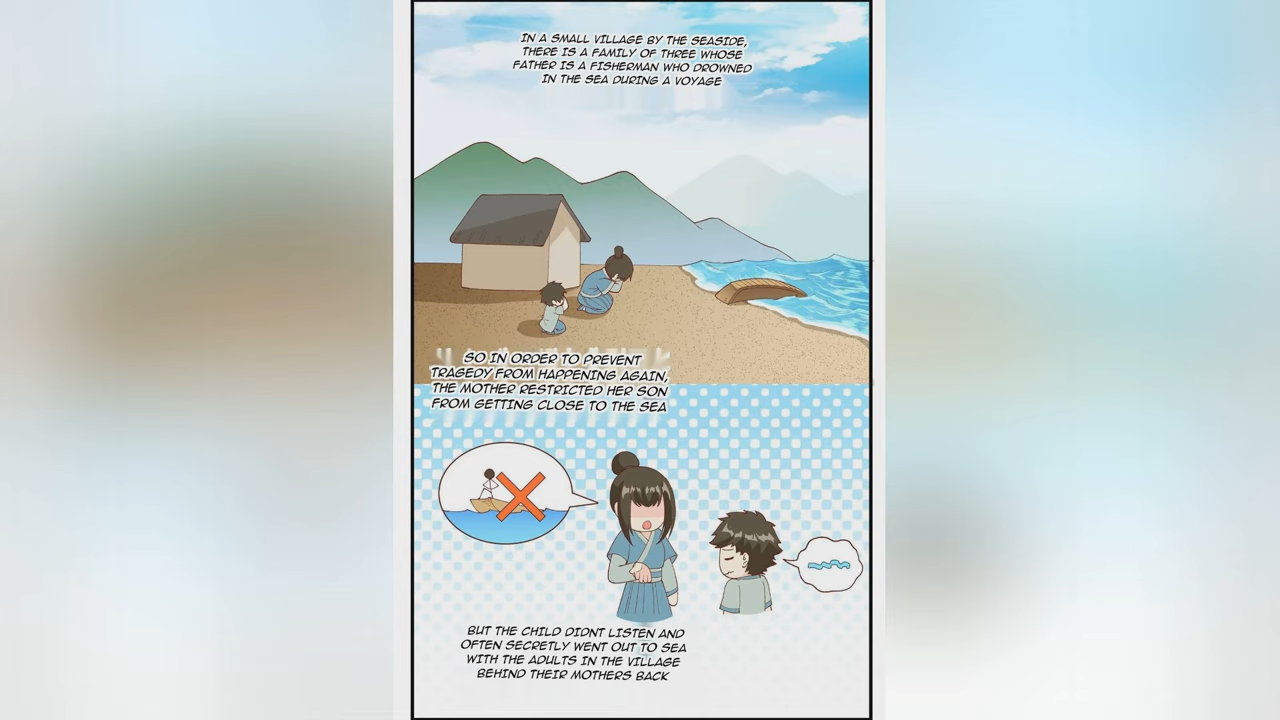 IN A SMALL VILLAGE BY THE SEASIDE,
THERE IS A FAMILY OF THREE WHOSE
FATHER IS A FISHERMAN WHO DROWNED
IN THE SEA DURING A VOYAGE
SO IN ORDER TO PREVENT
TRAGEDY FROM HAPPENING AGAIN,
THE MOTHER RESTRICTED HER SON
FROM GETTING CLOSE TO THE SEA
BUT THE CHILD DIDNT LISTEN AND
OFTEN SECRETLY WENT OUT TO SEA
WITH THE ADULTS IN THE VILLAGE
BEHIND THEIR MOTHERS BACK